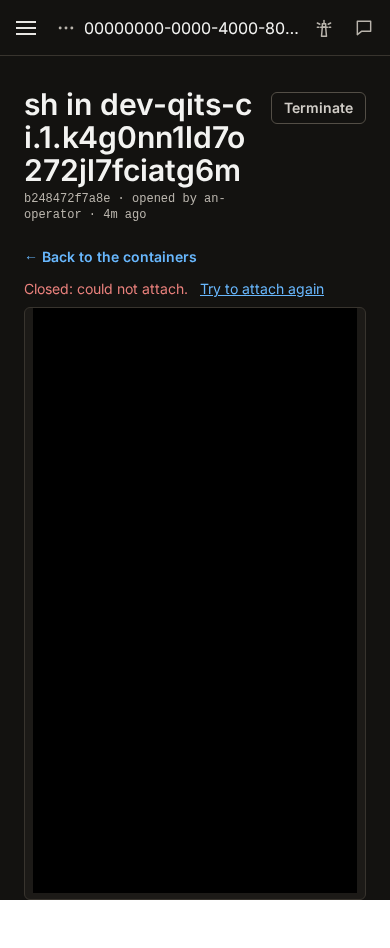 00000000-0000-4000-80...
sh in dev-qits-c
i.1.k4g0nn1ld7o
272jl7fciatg6m
Terminate
b248472f7a8e · opened by an-
operator · 4m ago
← Back to the containers
Closed: could not attach. Try to attach again